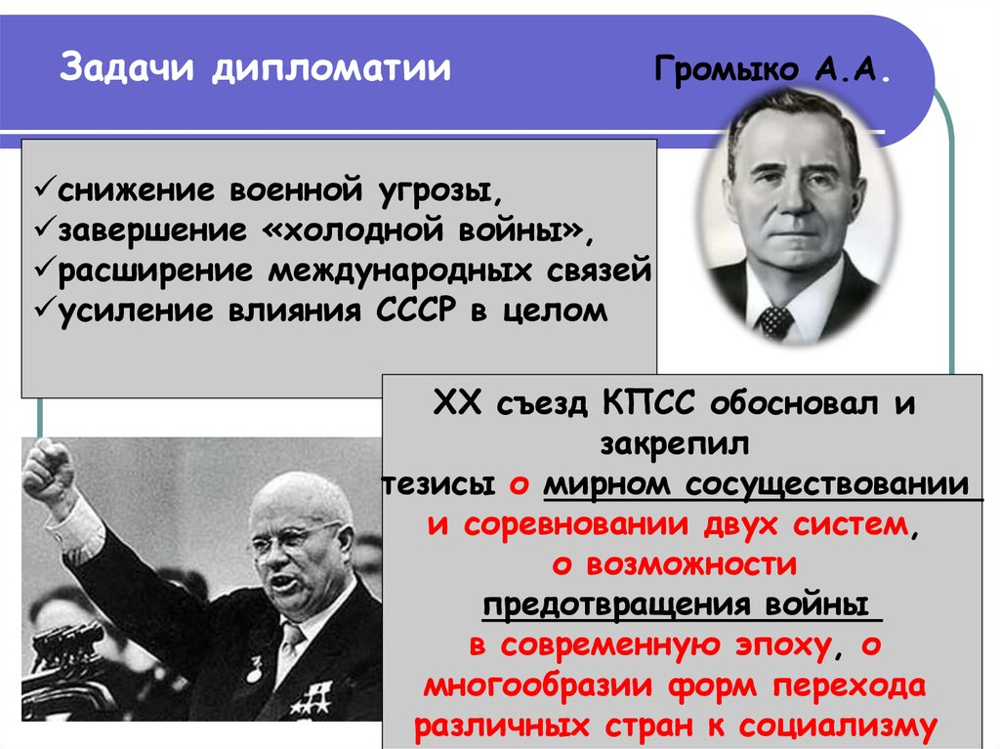 Задачи дипломатии
Громыко А.А.
✓снижение военной угрозы,
✓завершение «холодной войны»,
✓расширение международных связей
✓усиление влияния СССР в целом
XX съезд КПСС обосновал и
закрепил
тезисы о мирном сосуществовании
и соревновании двух систем,
о возможности
предотвращения войны
в современную эпоху, о
многообразии форм перехода
различных стран к социализму